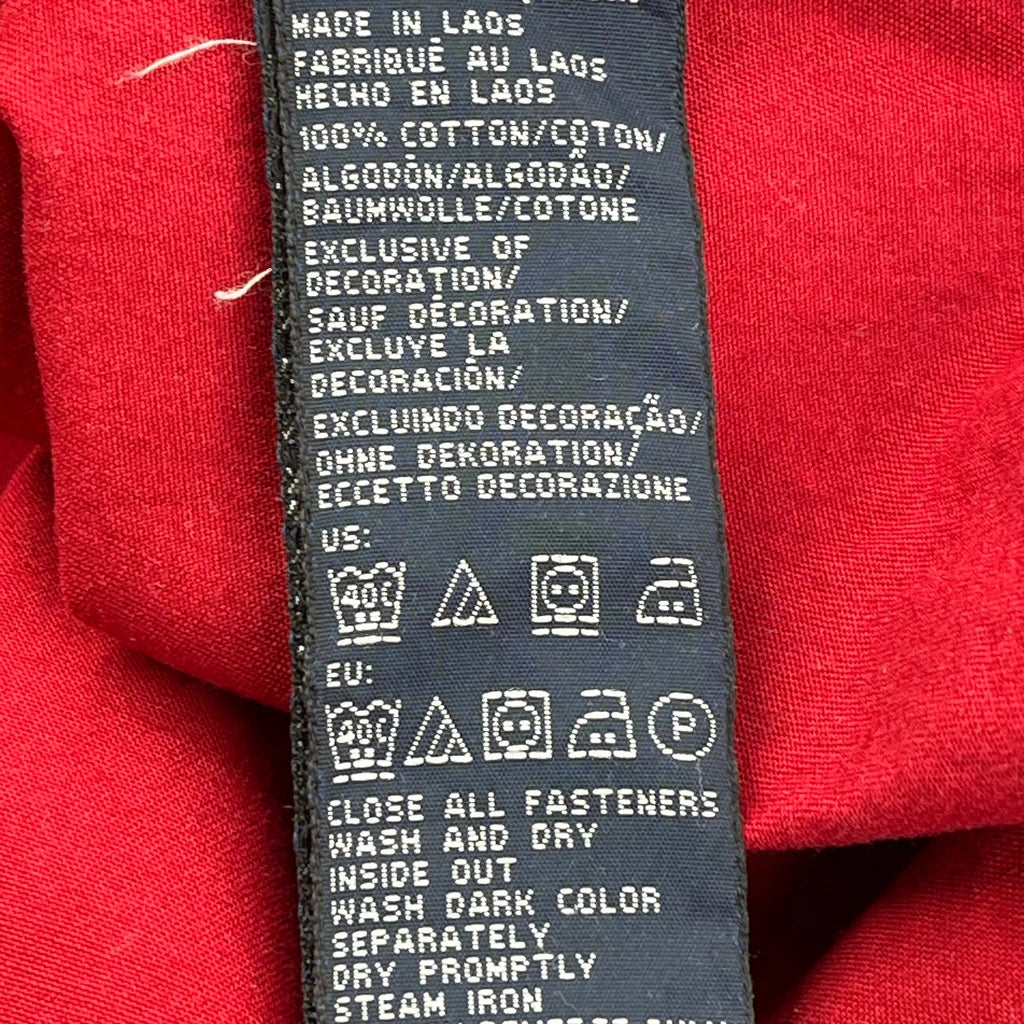 MADE IN LAOS
FABRIQUÉ AU LAOS
HECHO EN LAOS
100% COTTON/COTON/
ALGODÓN/ALGODÃO/
BAUMWOLLE/COTONE
EXCLUSIVE OF
DECORATION/
SAUF DÉCORATION/
EXCLUYE LA
DECORACIÓN/
EXCLUINDO DECORAÇÃO/
OHNE DEKORATION/
ECCETTO DECORAZIONE
US:
40C
EU:
40C P
CLOSE ALL FASTENERS
WASH AND DRY
INSIDE OUT
WASH DARK COLOR
SEPARATELY
DRY PROMPTLY
STEAM IRON